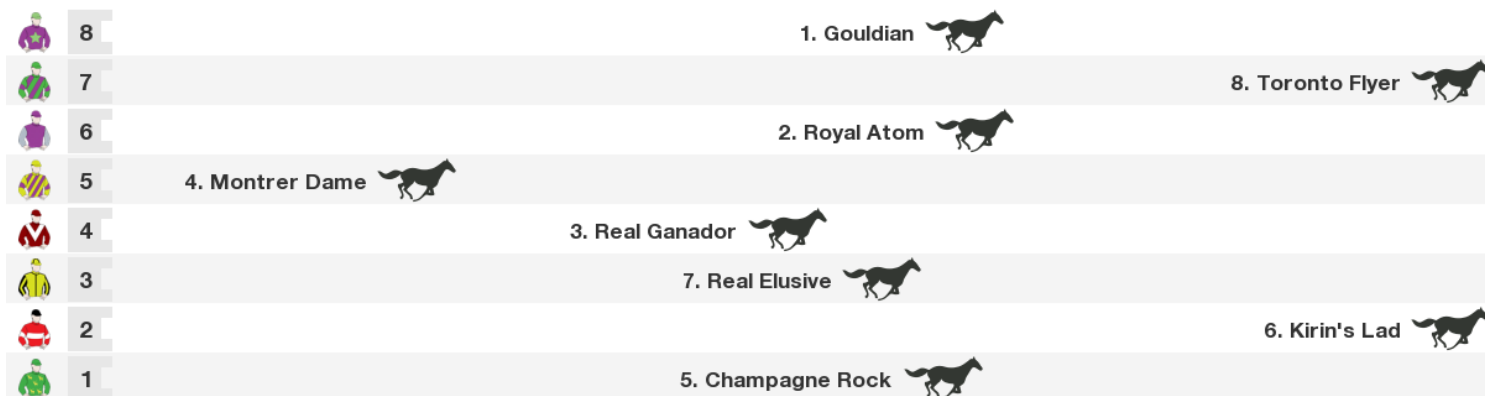 8 1. Gouldian
7 8. Toronto Flyer
6 2. Royal Atom
5 4. Montrer Dame
4 3. Real Ganador
3 7. Real Elusive
2 6. Kirin's Lad
1 5. Champagne Rock